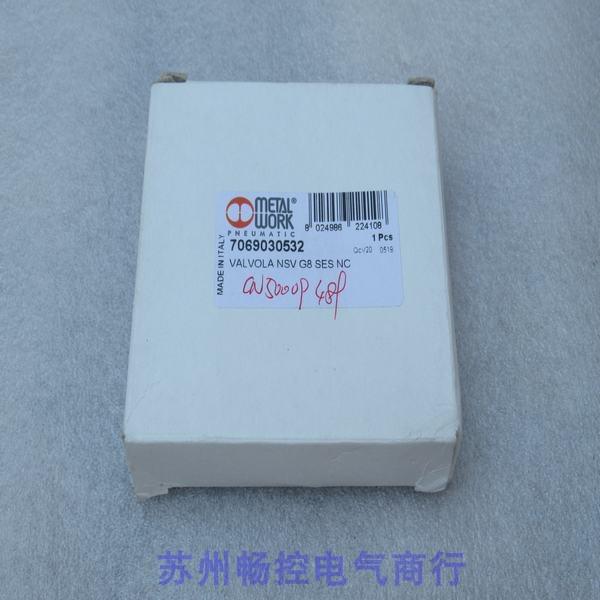 METAL®
WORK
PNEUMATIC
8 024986 224108
7069030532
1 Pcs
VALVOLA NSV G8 SES NC
MADE IN ITALY
苏州畅控电气商行